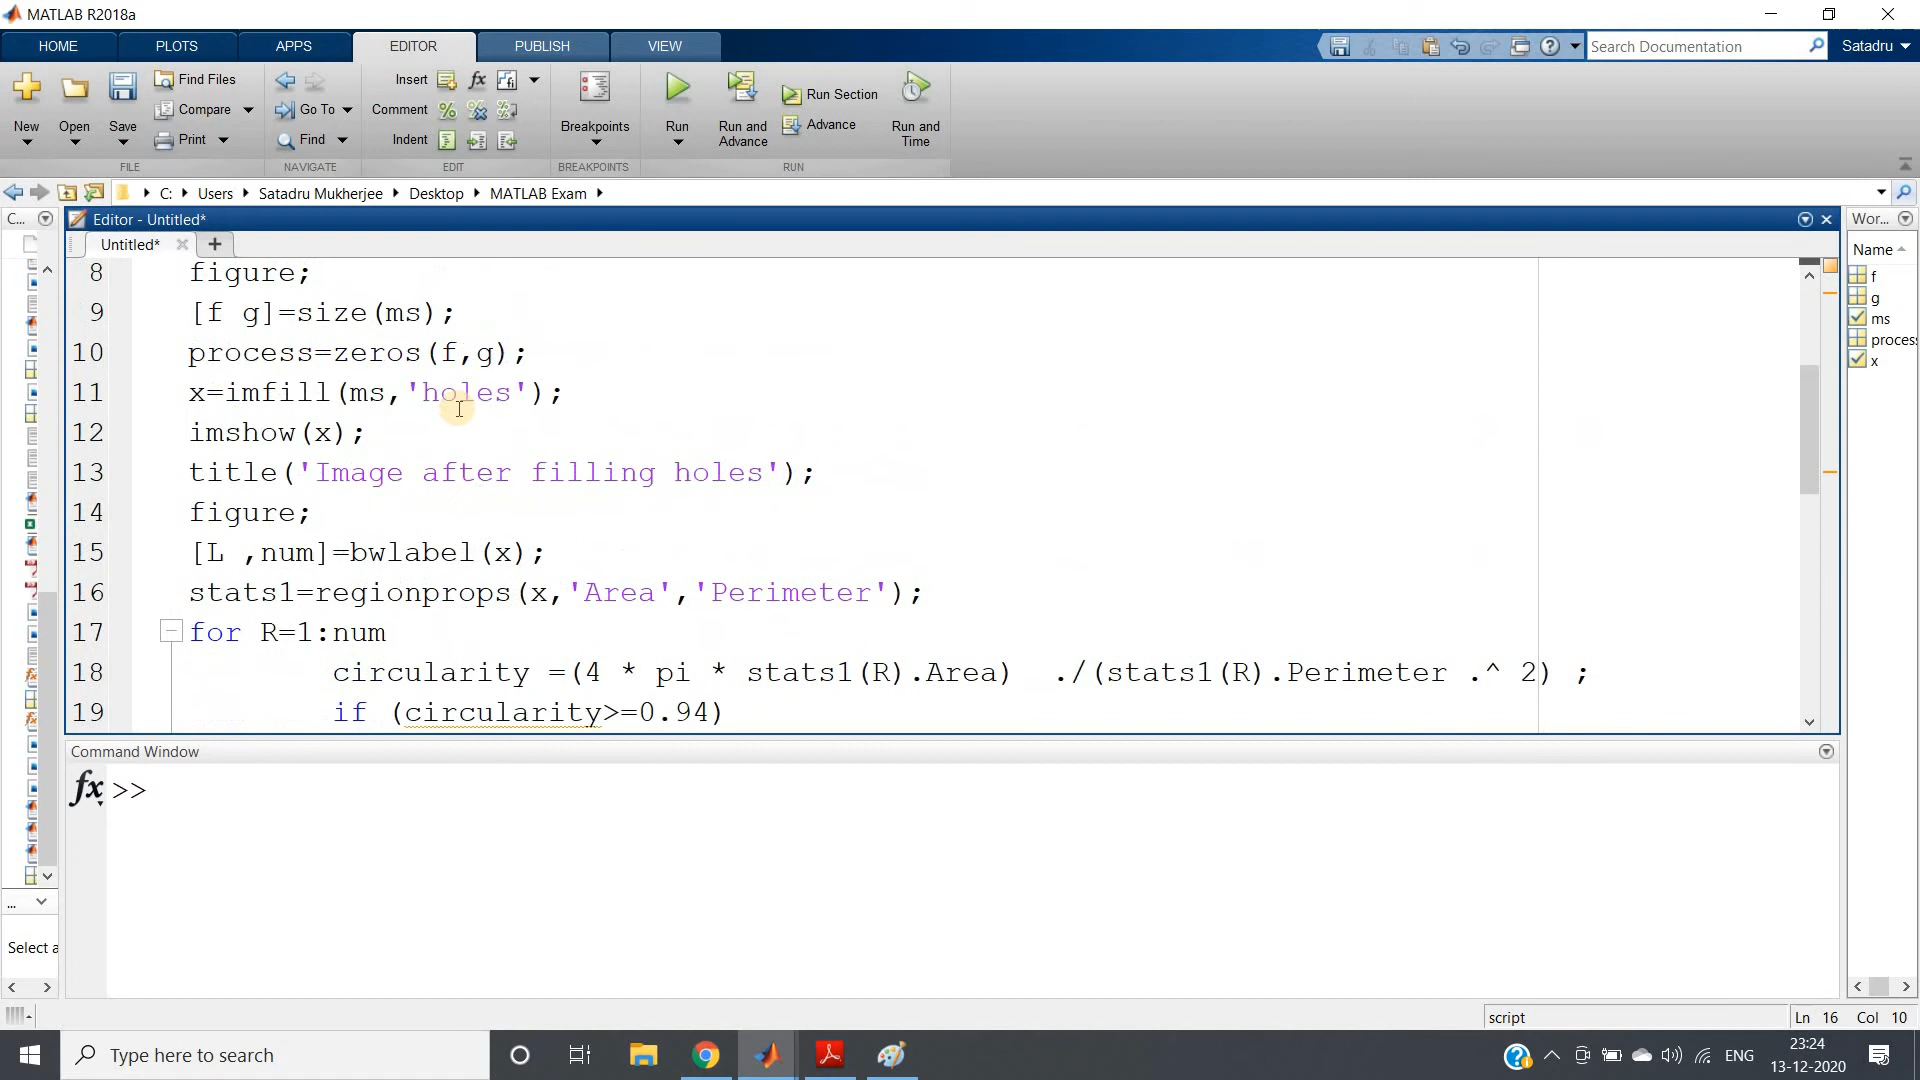 MATLAB R2018a
HOME PLOTS APPS EDITOR PUBLISH VIEW
Search Documentation
Satadru
New
Open
Save
Find Files
Compare
Print
FILE
Go To
Find
NAVIGATE
Insert
Comment
Indent
EDIT
Breakpoints
BREAKPOINTS
Run
Run and Advance
Run Section
Advance
Run and Time
RUN
C: Users Satadru Mukherjee Desktop MATLAB Exam
C...
Editor - Untitled*
Untitled*
Wor...
Name
f
g
ms
process
x
8 figure;
9 [f g]=size(ms);
10 process=zeros(f,g);
11 x=imfill(ms,'holes');
12 imshow(x);
13 title('Image after filling holes');
14 figure;
15 [L ,num]=bwlabel(x);
16 stats1=regionprops(x,'Area','Perimeter');
17 for R=1:num
18 circularity =(4 * pi * stats1(R).Area) ./(stats1(R).Perimeter .^ 2) ;
19 if (circularity>=0.94)
Command Window
fx >>
...
Select a
script
Ln 16 Col 10
Type here to search
ENG
23:24
13-12-2020